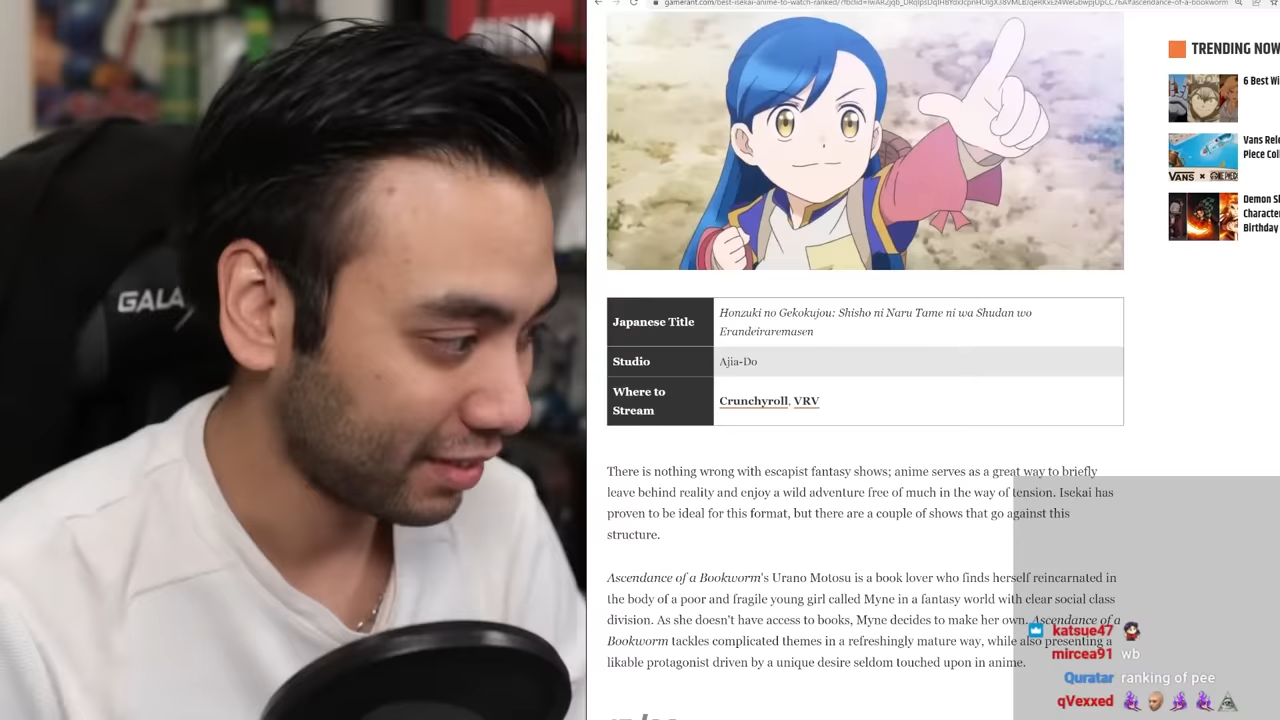 TRENDING NOW
6 Best Wi
Vans Rele
Piece Col
VANS x ONE PIECE
Demon Sl
Character
Birthday
GALA
Japanese Title
Honzuki no Gekokujou: Shisho ni Naru Tame ni wa Shudan wo
Erandeiraremasen
Studio
Ajia-Do
Where to
Stream
Crunchyroll, VRV
There is nothing wrong with escapist fantasy shows; anime serves as a great way to briefly
leave behind reality and enjoy a wild adventure free of much in the way of tension. Isekai has
proven to be ideal for this format, but there are a couple of shows that go against this
structure.
Ascendance of a Bookworm's Urano Motosu is a book lover who finds herself reincarnated in
the body of a poor and fragile young girl called Myne in a fantasy world with clear social class
division. As she doesn't have access to books, Myne decides to make her own. Ascendance of a
Bookworm tackles complicated themes in a refreshingly mature way, while also presenting a
likable protagonist driven by a unique desire seldom touched upon in anime.
katsue47
mircea91 wb
Quratar ranking of pee
qVexxed